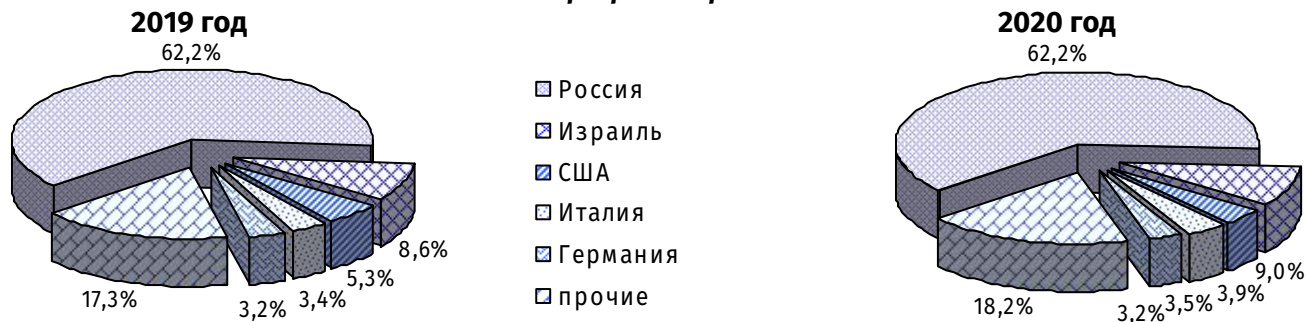 2019 год
62,2%
8,6%
5,3%
3,4%
3,2%
17,3%
Россия
Израиль
США
Италия
Германия
прочие
2020 год
62,2%
9,0%
3,9%
3,5%
3,2%
18,2%